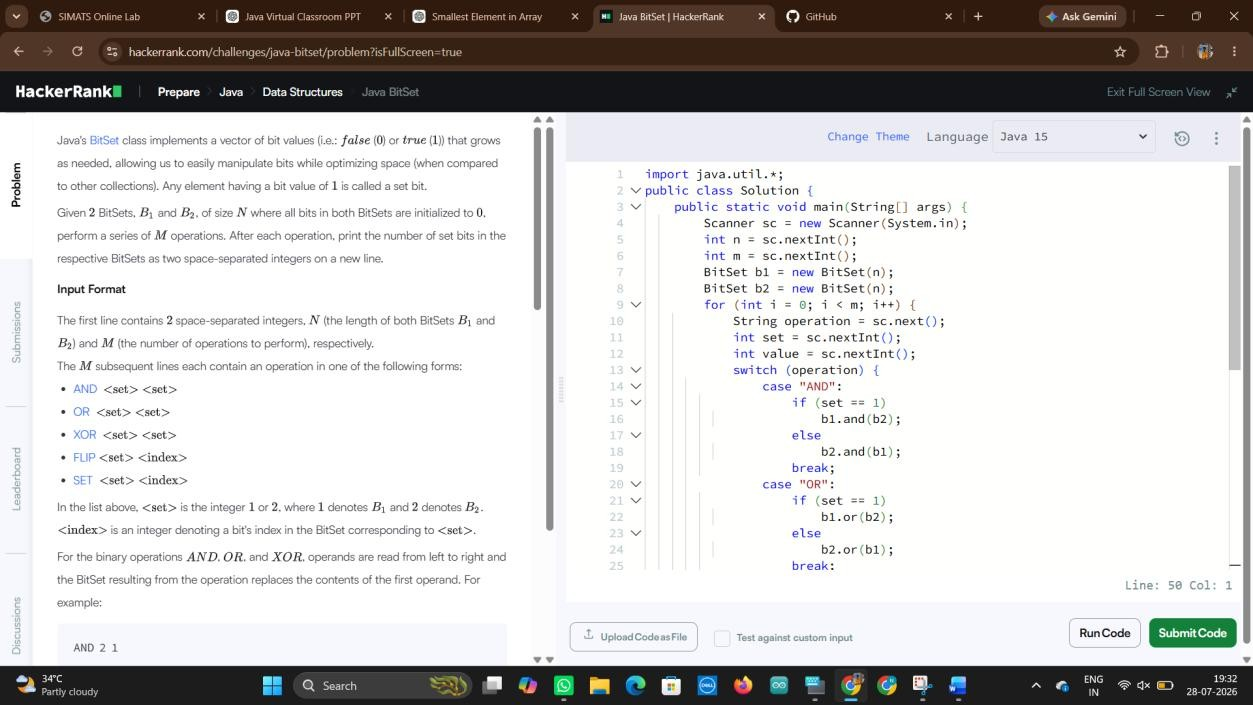 SIMATS Online Lab
Java Virtual Classroom PPT
Smallest Element in Array
Java BitSet | HackerRank
GitHub
Ask Gemini
hackerrank.com/challenges/java-bitset/problem?isFullScreen=true
HackerRank
Prepare
Java
Data Structures
Java BitSet
Exit Full Screen View
Problem
Submissions
Leaderboard
Discussions
Java's BitSet class implements a vector of bit values (i.e.: false (0) or true (1)) that grows
as needed, allowing us to easily manipulate bits while optimizing space (when compared
to other collections). Any element having a bit value of 1 is called a set bit.
Given 2 BitSets, B1 and B2, of size N where all bits in both BitSets are initialized to 0,
perform a series of M operations. After each operation, print the number of set bits in the
respective BitSets as two space-separated integers on a new line.
Input Format
The first line contains 2 space-separated integers, N (the length of both BitSets B1 and
B2) and M (the number of operations to perform), respectively.
The M subsequent lines each contain an operation in one of the following forms:
• AND <set> <set>
• OR <set> <set>
• XOR <set> <set>
• FLIP <set> <index>
• SET <set> <index>
In the list above, <set> is the integer 1 or 2, where 1 denotes B1 and 2 denotes B2.
<index> is an integer denoting a bit's index in the BitSet corresponding to <set>.
For the binary operations AND, OR, and XOR, operands are read from left to right and
the BitSet resulting from the operation replaces the contents of the first operand. For
example:
AND 2 1
Change Theme
Language
Java 15
1 import java.util.*;
2 public class Solution {
3 public static void main(String[] args) {
4 Scanner sc = new Scanner(System.in);
5 int n = sc.nextInt();
6 int m = sc.nextInt();
7 BitSet b1 = new BitSet(n);
8 BitSet b2 = new BitSet(n);
9 for (int i = 0; i < m; i++) {
10 String operation = sc.next();
11 int set = sc.nextInt();
12 int value = sc.nextInt();
13 switch (operation) {
14 case "AND":
15 if (set == 1)
16 b1.and(b2);
17 else
18 b2.and(b1);
19 break;
20 case "OR":
21 if (set == 1)
22 b1.or(b2);
23 else
24 b2.or(b1);
25 break;
Line: 50 Col: 1
Upload Code as File
Test against custom input
Run Code
Submit Code
34°C
Partly cloudy
Search
DELL
ENG
IN
19:32
28-07-2026